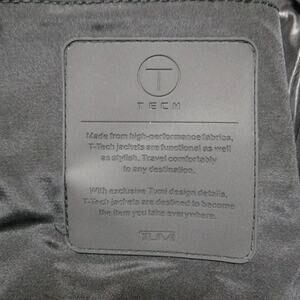 T
TECH
Made from high-performance fabrics,
T-Tech jackets are functional as well
as stylish. Travel comfortably
to any destination.
With exclusive Tumi design details,
T-Tech jackets are destined to become
the item you take everywhere.
TUMI